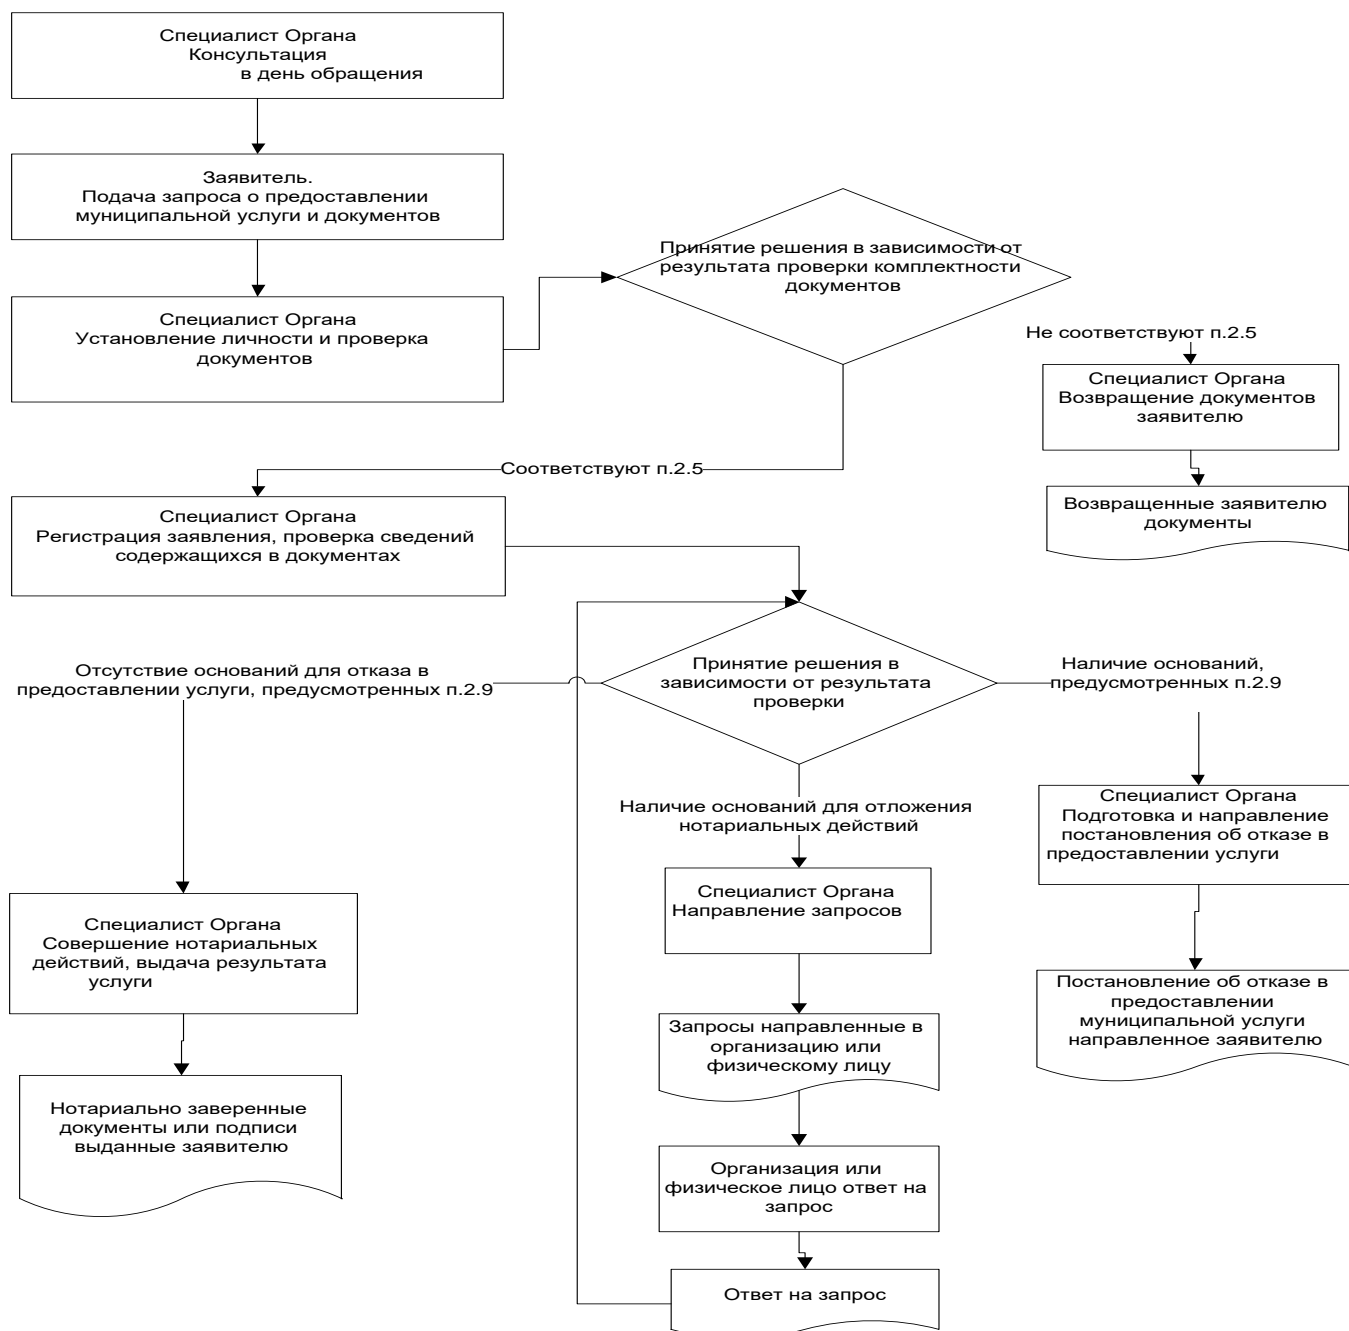 Специалист Органа
Консультация
в день обращения
Заявитель.
Подача запроса о предоставлении
муниципальной услуги и документов
Специалист Органа
Установление личности и проверка
документов
Принятие решения в зависимости от
результата проверки комплектности
документов
Не соответствуют п.2.5
Специалист Органа
Возвращение документов
заявителю
Возвращенные заявителю
документы
Соответствуют п.2.5
Специалист Органа
Регистрация заявления, проверка сведений
содержащихся в документах
Принятие решения в
зависимости от результата
проверки
Отсутствие оснований для отказа в
предоставлении услуги, предусмотренных п.2.9
Наличие оснований,
предусмотренных п.2.9
Наличие оснований для отложения
нотариальных действий
Специалист Органа
Подготовка и направление
постановления об отказе в
предоставлении услуги
Специалист Органа
Направление запросов
Специалист Органа
Совершение нотариальных
действий, выдача результата
услуги
Постановление об отказе в
предоставлении
муниципальной услуги
направленное заявителю
Запросы направленные в
организацию или
физическому лицу
Нотариально заверенные
документы или подписи
выданные заявителю
Организация или
физическое лицо ответ на
запрос
Ответ на запрос